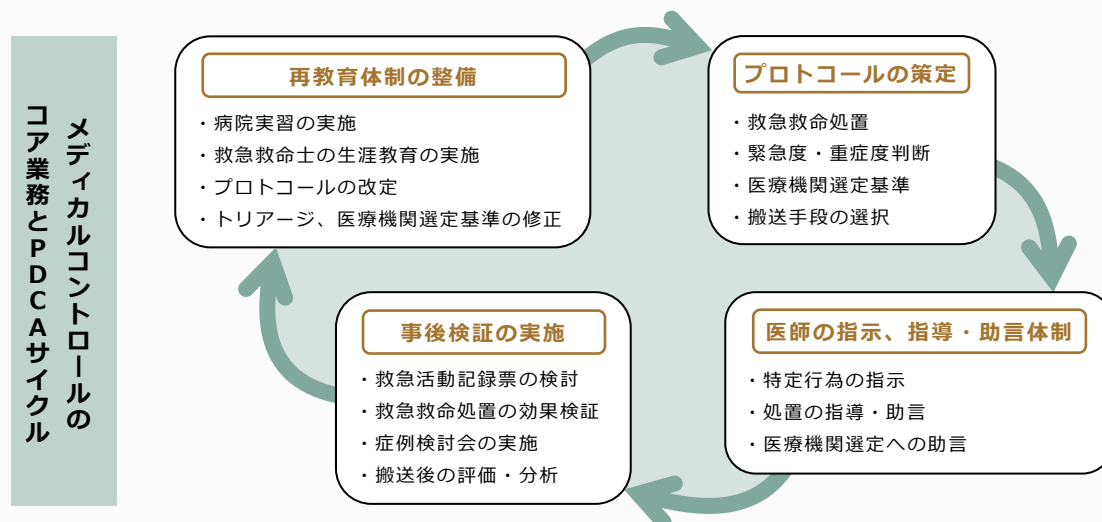 メディカルコントロールの
コア業務とPDCAサイクル
再教育体制の整備
・病院実習の実施
・救急救命士の生涯教育の実施
・プロトコールの改定
・トリアージ、医療機関選定基準の修正
プロトコールの策定
・救急救命処置
・緊急度・重症度判断
・医療機関選定基準
・搬送手段の選択
医師の指示、指導・助言体制
・特定行為の指示
・処置の指導・助言
・医療機関選定への助言
事後検証の実施
・救急活動記録票の検討
・救急救命処置の効果検証
・症例検討会の実施
・搬送後の評価・分析